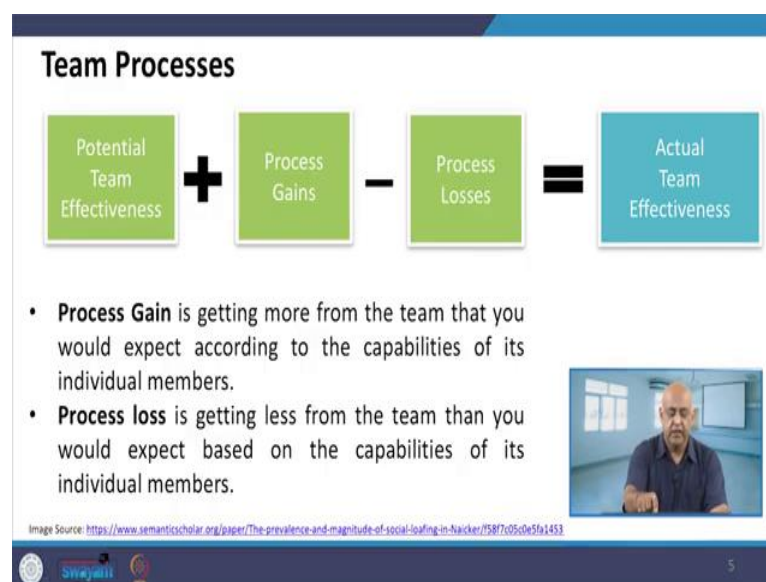 Team Processes
Potential
Team
Effectiveness
+
Process
Gains
–
Process
Losses
=
Actual
Team
Effectiveness
• Process Gain is getting more from the team that you
would expect according to the capabilities of its
individual members.
• Process loss is getting less from the team than you
would expect based on the capabilities of its
individual members.
Image Source: https://www.semanticscholar.org/paper/The-prevalence-and-magnitude-of-social-loafing-in-Naicker/f58f7c05c0e5fa1453
swayam
5